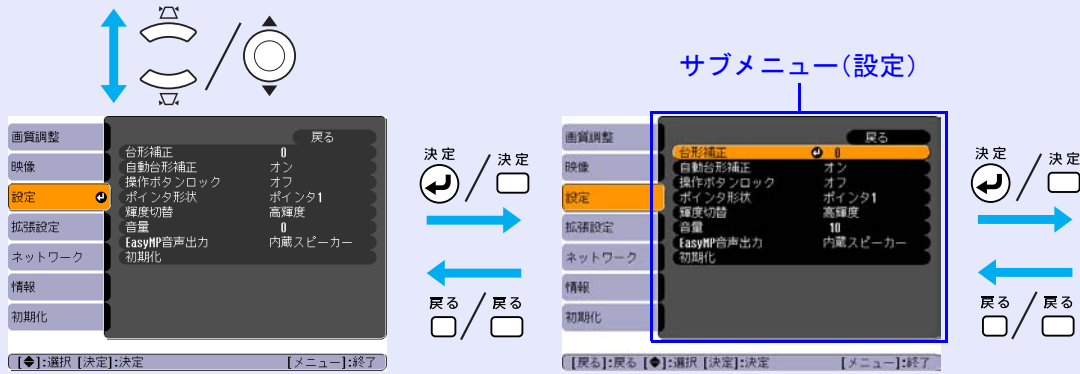 サブメニュー(設定)
画質調整
映像
設定
拡張設定
ネットワーク
情報
初期化
戻る
台形補正 0
自動台形補正 オン
操作ボタンロック オフ
ポインタ形状 ポインタ1
輝度切替 高輝度
音量 0
EasyMP音声出力 内蔵スピーカー
初期化
[◆]:選択 [決定]:決定 [メニュー]:終了
決定 / 決定
戻る / 戻る
画質調整
映像
設定
拡張設定
ネットワーク
情報
初期化
戻る
台形補正 0
自動台形補正 オン
操作ボタンロック オフ
ポインタ形状 ポインタ1
輝度切替 高輝度
音量 10
EasyMP音声出力 内蔵スピーカー
初期化
[戻る]:戻る [◆]:選択 [決定]:決定 [メニュー]:終了
決定 / 決定
戻る / 戻る